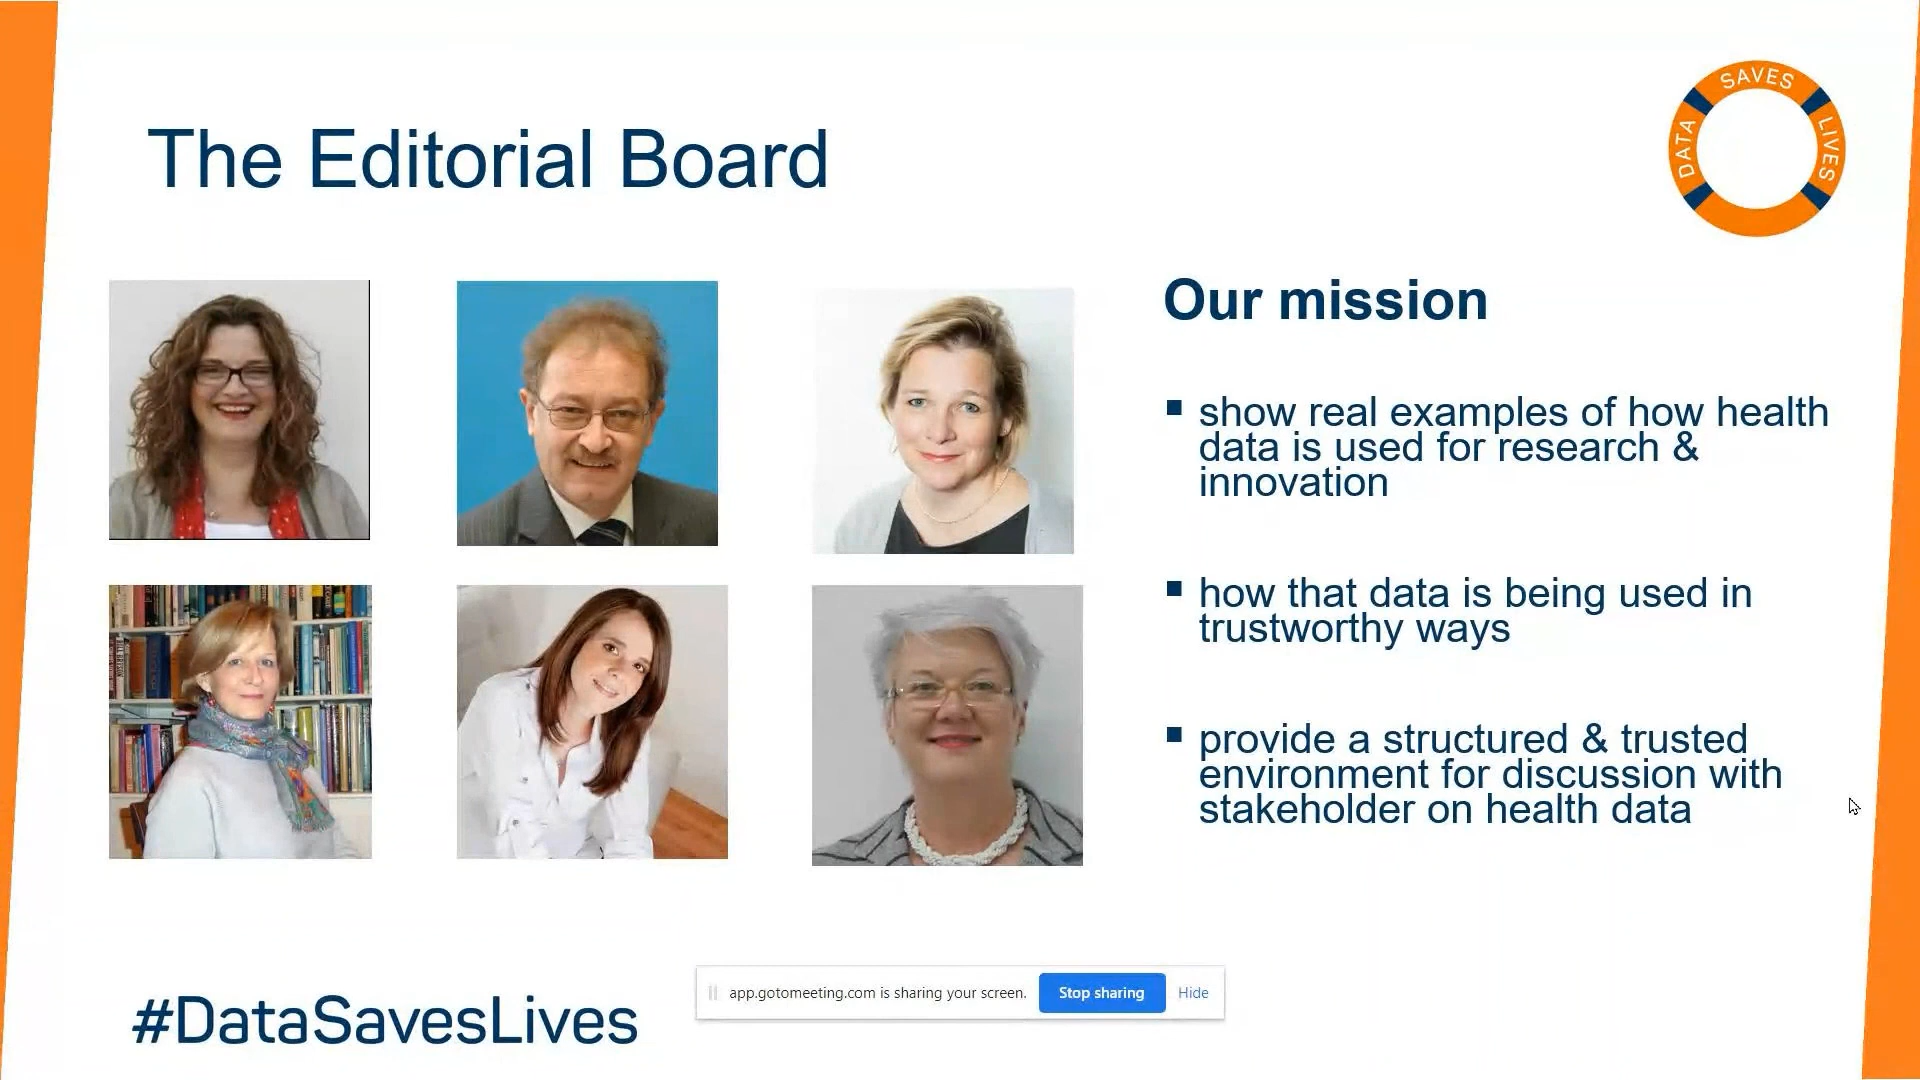 The Editorial Board
DATA SAVES LIVES
Our mission
show real examples of how health
data is used for research &
innovation
how that data is being used in
trustworthy ways
provide a structured & trusted
environment for discussion with
stakeholder on health data
#DataSavesLives
app.gotomeeting.com is sharing your screen. Stop sharing Hide